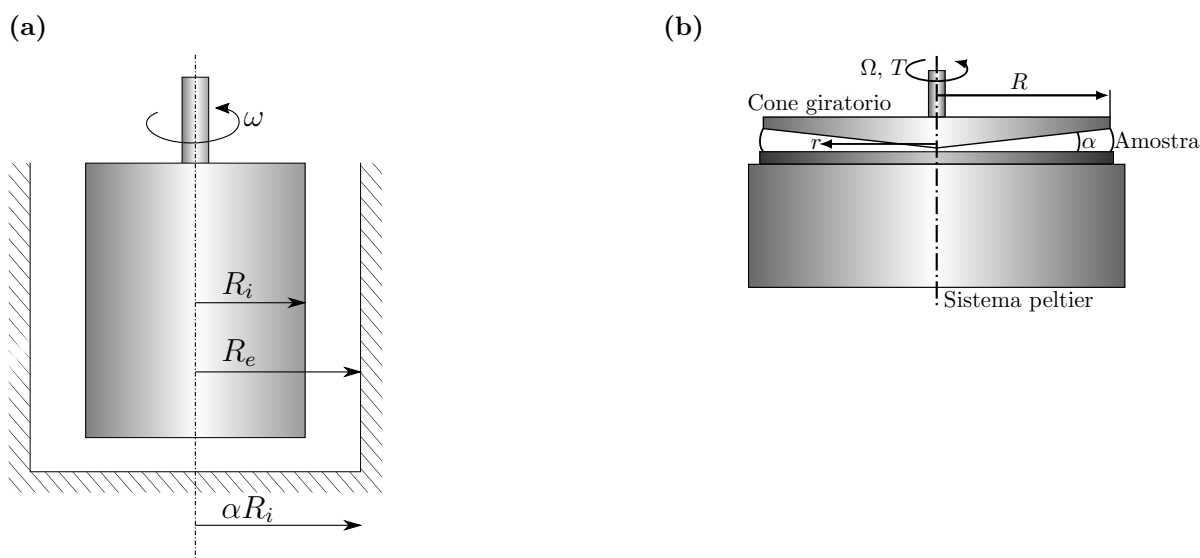 (a)
ω
R_i
R_e
αR_i
(b)
Ω, T
R
Cone giratorio
r
α
Amostra
Sistema peltier